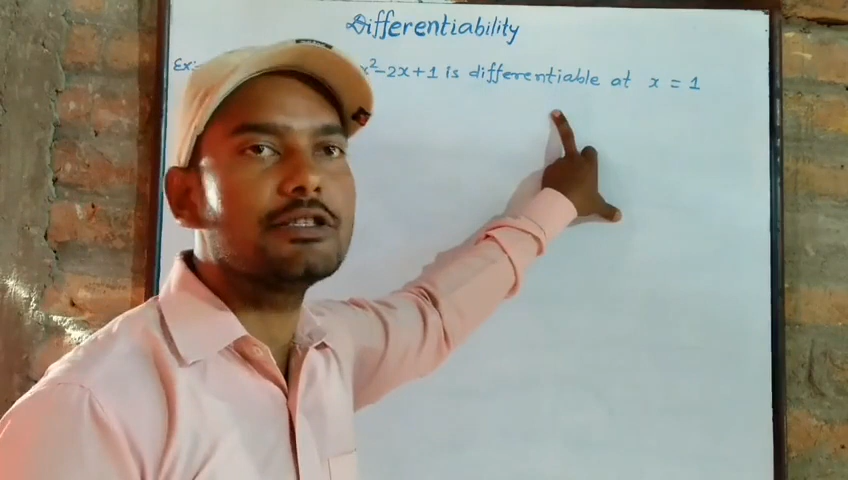 Differentiability
Ex:- x²-2x+1 is differentiable at x = 1